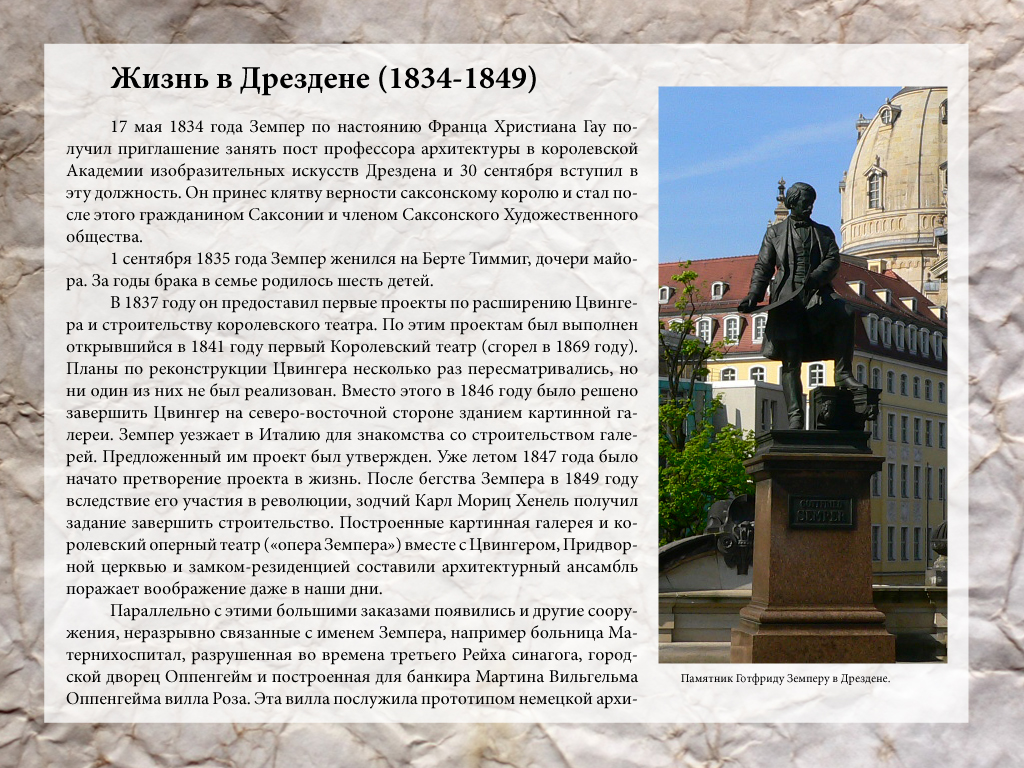 Жизнь в Дрездене (1834-1849)
17 мая 1834 года Земпер по настоянию Франца Христиана Гау по-
лучил приглашение занять пост профессора архитектуры в королевской
Академии изобразительных искусств Дрездена и 30 сентября вступил в
эту должность. Он принес клятву верности саксонскому королю и стал по-
сле этого гражданином Саксонии и членом Саксонского Художественного
общества.
1 сентября 1835 года Земпер женился на Берте Тиммиг, дочери майо-
ра. За годы брака в семье родилось шесть детей.
В 1837 году он предоставил первые проекты по расширению Цвинге-
ра и строительству королевского театра. По этим проектам был выполнен
открывшийся в 1841 году первый Королевский театр (сгорел в 1869 году).
Планы по реконструкции Цвингера несколько раз пересматривались, но
ни один из них не был реализован. Вместо этого в 1846 году было решено
завершить Цвингер на северо-восточной стороне зданием картинной га-
лереи. Земпер уезжает в Италию для знакомства со строительством гале-
рей. Предложенный им проект был утвержден. Уже летом 1847 года было
начато претворение проекта в жизнь. После бегства Земпера в 1849 году
вследствие его участия в революции, зодчий Карл Мориц Хенель получил
задание завершить строительство. Построенные картинная галерея и ко-
ролевский оперный театр («опера Земпера») вместе с Цвингером, Придвор-
ной церквью и замком-резиденцией составили архитектурный ансамбль
поражает воображение даже в наши дни.
Параллельно с этими большими заказами появились и другие соору-
жения, неразрывно связанные с именем Земпера, например больница Ма-
тернихоспитал, разрушенная во времена третьего Рейха синагога, город-
ской дворец Оппенгейм и построенная для банкира Мартина Вильгельма
Оппенгейма вилла Роза. Эта вилла послужила прототипом немецкой архи-
GOTTFRIED
SEMPER
Памятник Готфриду Земперу в Дрездене.